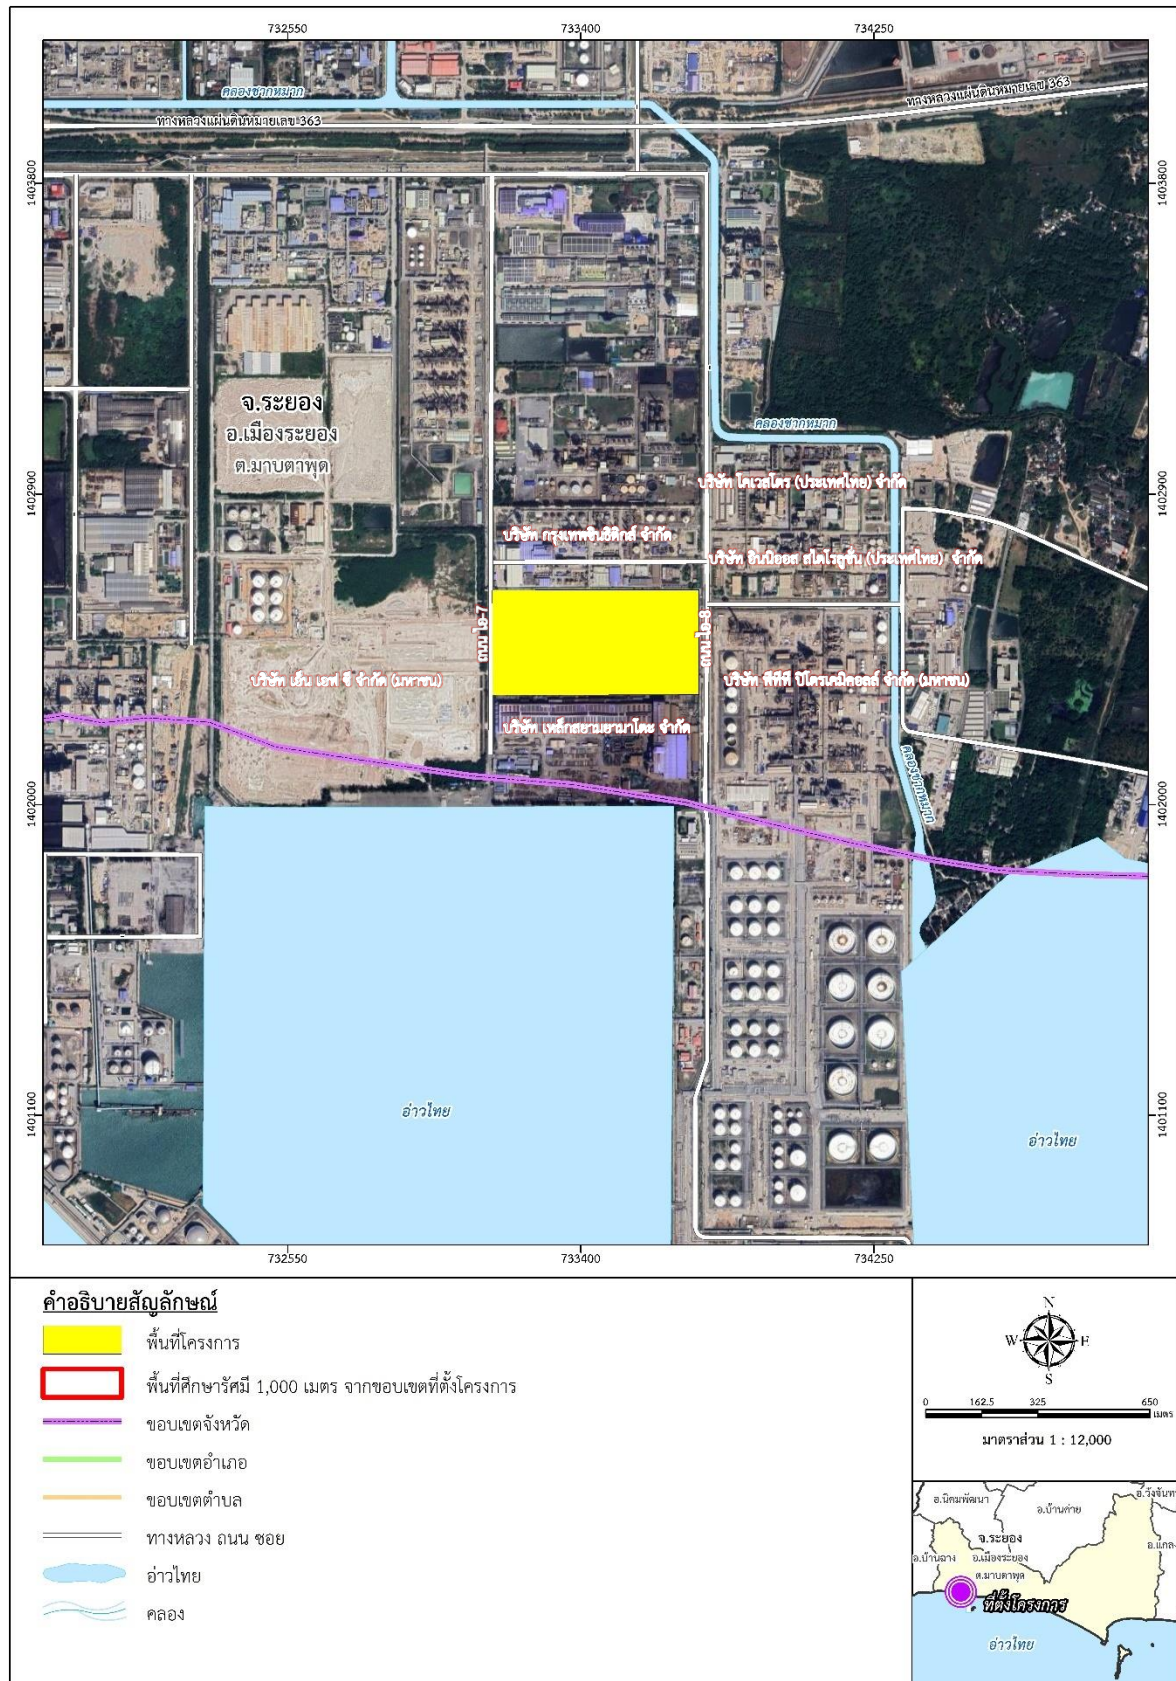 732550 733400 734250
คลองชากหมาก
ทางหลวงแผ่นดินหมายเลข 363
ทางหลวงแผ่นดินหมายเลข 363
1403800 1403800
จ.ระยอง
อ.เมืองระยอง
ต.มาบตาพุด
คลองชากหมาก
1402900 1402900
บริษัท โคเวสโตร (ประเทศไทย) จำกัด
บริษัท กรุงเทพซินธิติกส์ จำกัด
บริษัท อินนีออส สไตโรลูชั่น (ประเทศไทย) จำกัด
ถนน ไอ-7
ถนน ไอ-8
บริษัท เอ็น เอฟ ซี จำกัด (มหาชน)
บริษัท พีทีที ปิโตรเคมิคอลล์ จำกัด (มหาชน)
บริษัท เหล็กสยามยามาโตะ จำกัด
คลองชากหมาก
1402000 1402000
1401100 1401100
อ่าวไทย
อ่าวไทย
732550 733400 734250
คำอธิบายสัญลักษณ์
พื้นที่โครงการ
พื้นที่ศึกษารัศมี 1,000 เมตร จากขอบเขตที่ตั้งโครงการ
ขอบเขตจังหวัด
ขอบเขตอำเภอ
ขอบเขตตำบล
ทางหลวง ถนน ซอย
อ่าวไทย
คลอง
N
W E
S
0 162.5 325 650
เมตร
มาตราส่วน 1 : 12,000
อ.นิคมพัฒนา
อ.วังจันทร์
อ.บ้านค่าย
จ.ระยอง
อ.แกลง
อ.บ้านฉาง
อ.เมืองระยอง
ต.มาบตาพุด
ที่ตั้งโครงการ
อ่าวไทย